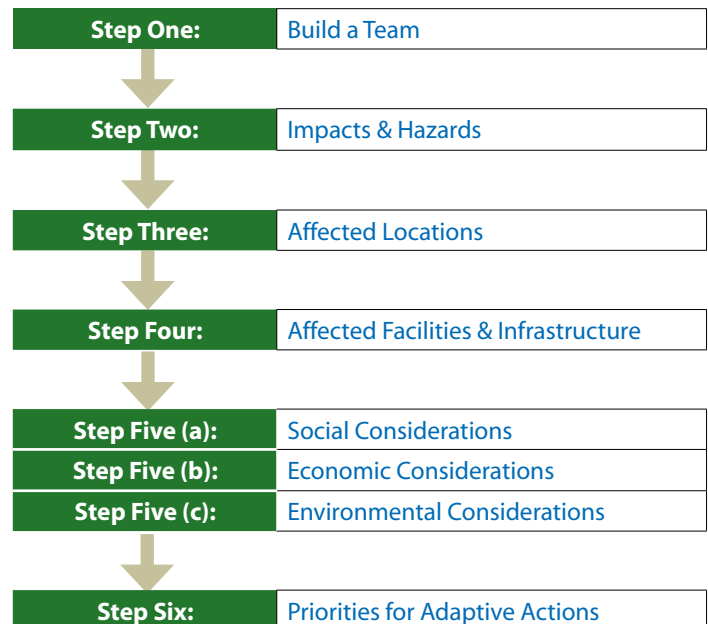 Step One: Build a Team
Step Two: Impacts & Hazards
Step Three: Affected Locations
Step Four: Affected Facilities & Infrastructure
Step Five (a): Social Considerations
Step Five (b): Economic Considerations
Step Five (c): Environmental Considerations
Step Six: Priorities for Adaptive Actions